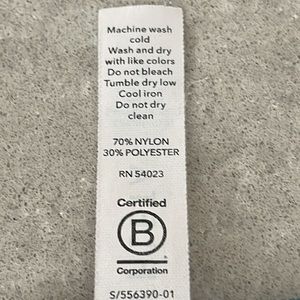 Machine wash
cold
Wash and dry
with like colors
Do not bleach
Tumble dry low
Cool iron
Do not dry
clean
70% NYLON
30% POLYESTER
RN 54023
Certified
B
Corporation
S/556390-01